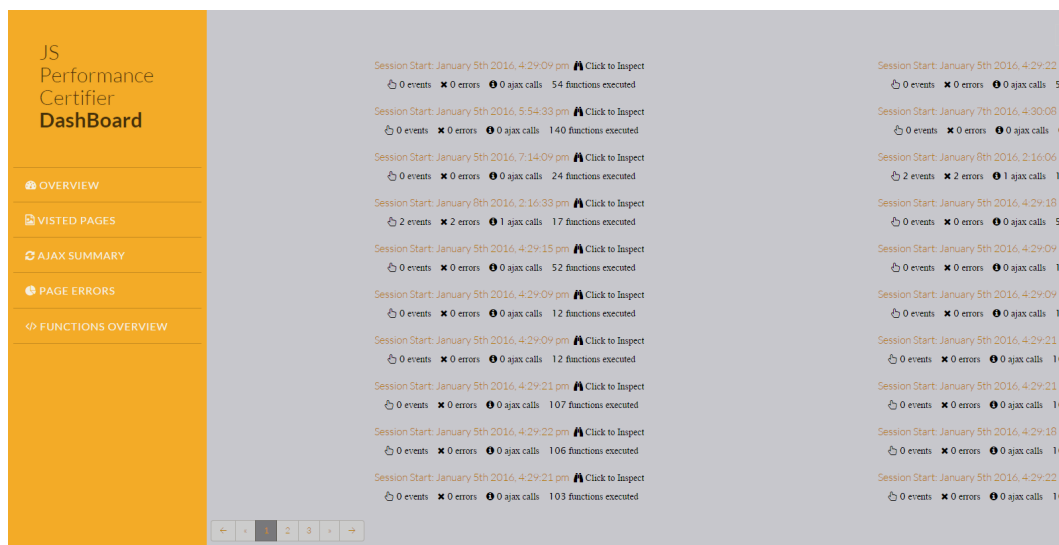 JS
Performance
Certifier
DashBoard
OVERVIEW
VISTED PAGES
AJAX SUMMARY
PAGE ERRORS
</> FUNCTIONS OVERVIEW
Session Start: January 5th 2016, 4:29:09 pm Click to Inspect
0 events 0 errors 0 ajax calls 54 functions executed
Session Start: January 5th 2016, 5:54:33 pm Click to Inspect
0 events 0 errors 0 ajax calls 140 functions executed
Session Start: January 5th 2016, 7:14:09 pm Click to Inspect
0 events 0 errors 0 ajax calls 24 functions executed
Session Start: January 8th 2016, 2:16:33 pm Click to Inspect
2 events 2 errors 1 ajax calls 17 functions executed
Session Start: January 5th 2016, 4:29:15 pm Click to Inspect
0 events 0 errors 0 ajax calls 52 functions executed
Session Start: January 5th 2016, 4:29:09 pm Click to Inspect
0 events 0 errors 0 ajax calls 12 functions executed
Session Start: January 5th 2016, 4:29:09 pm Click to Inspect
0 events 0 errors 0 ajax calls 12 functions executed
Session Start: January 5th 2016, 4:29:21 pm Click to Inspect
0 events 0 errors 0 ajax calls 107 functions executed
Session Start: January 5th 2016, 4:29:22 pm Click to Inspect
0 events 0 errors 0 ajax calls 106 functions executed
Session Start: January 5th 2016, 4:29:21 pm Click to Inspect
0 events 0 errors 0 ajax calls 103 functions executed
Session Start: January 5th 2016, 4:29:22
0 events 0 errors 0 ajax calls
Session Start: January 7th 2016, 4:30:08
0 events 0 errors 0 ajax calls
Session Start: January 8th 2016, 2:16:06
2 events 2 errors 1 ajax calls
Session Start: January 5th 2016, 4:29:18
0 events 0 errors 0 ajax calls
Session Start: January 5th 2016, 4:29:09
0 events 0 errors 0 ajax calls
Session Start: January 5th 2016, 4:29:09
0 events 0 errors 0 ajax calls
Session Start: January 5th 2016, 4:29:21
0 events 0 errors 0 ajax calls
Session Start: January 5th 2016, 4:29:21
0 events 0 errors 0 ajax calls
Session Start: January 5th 2016, 4:29:18
0 events 0 errors 0 ajax calls
Session Start: January 5th 2016, 4:29:22
0 events 0 errors 0 ajax calls
← « 1 2 3 » →